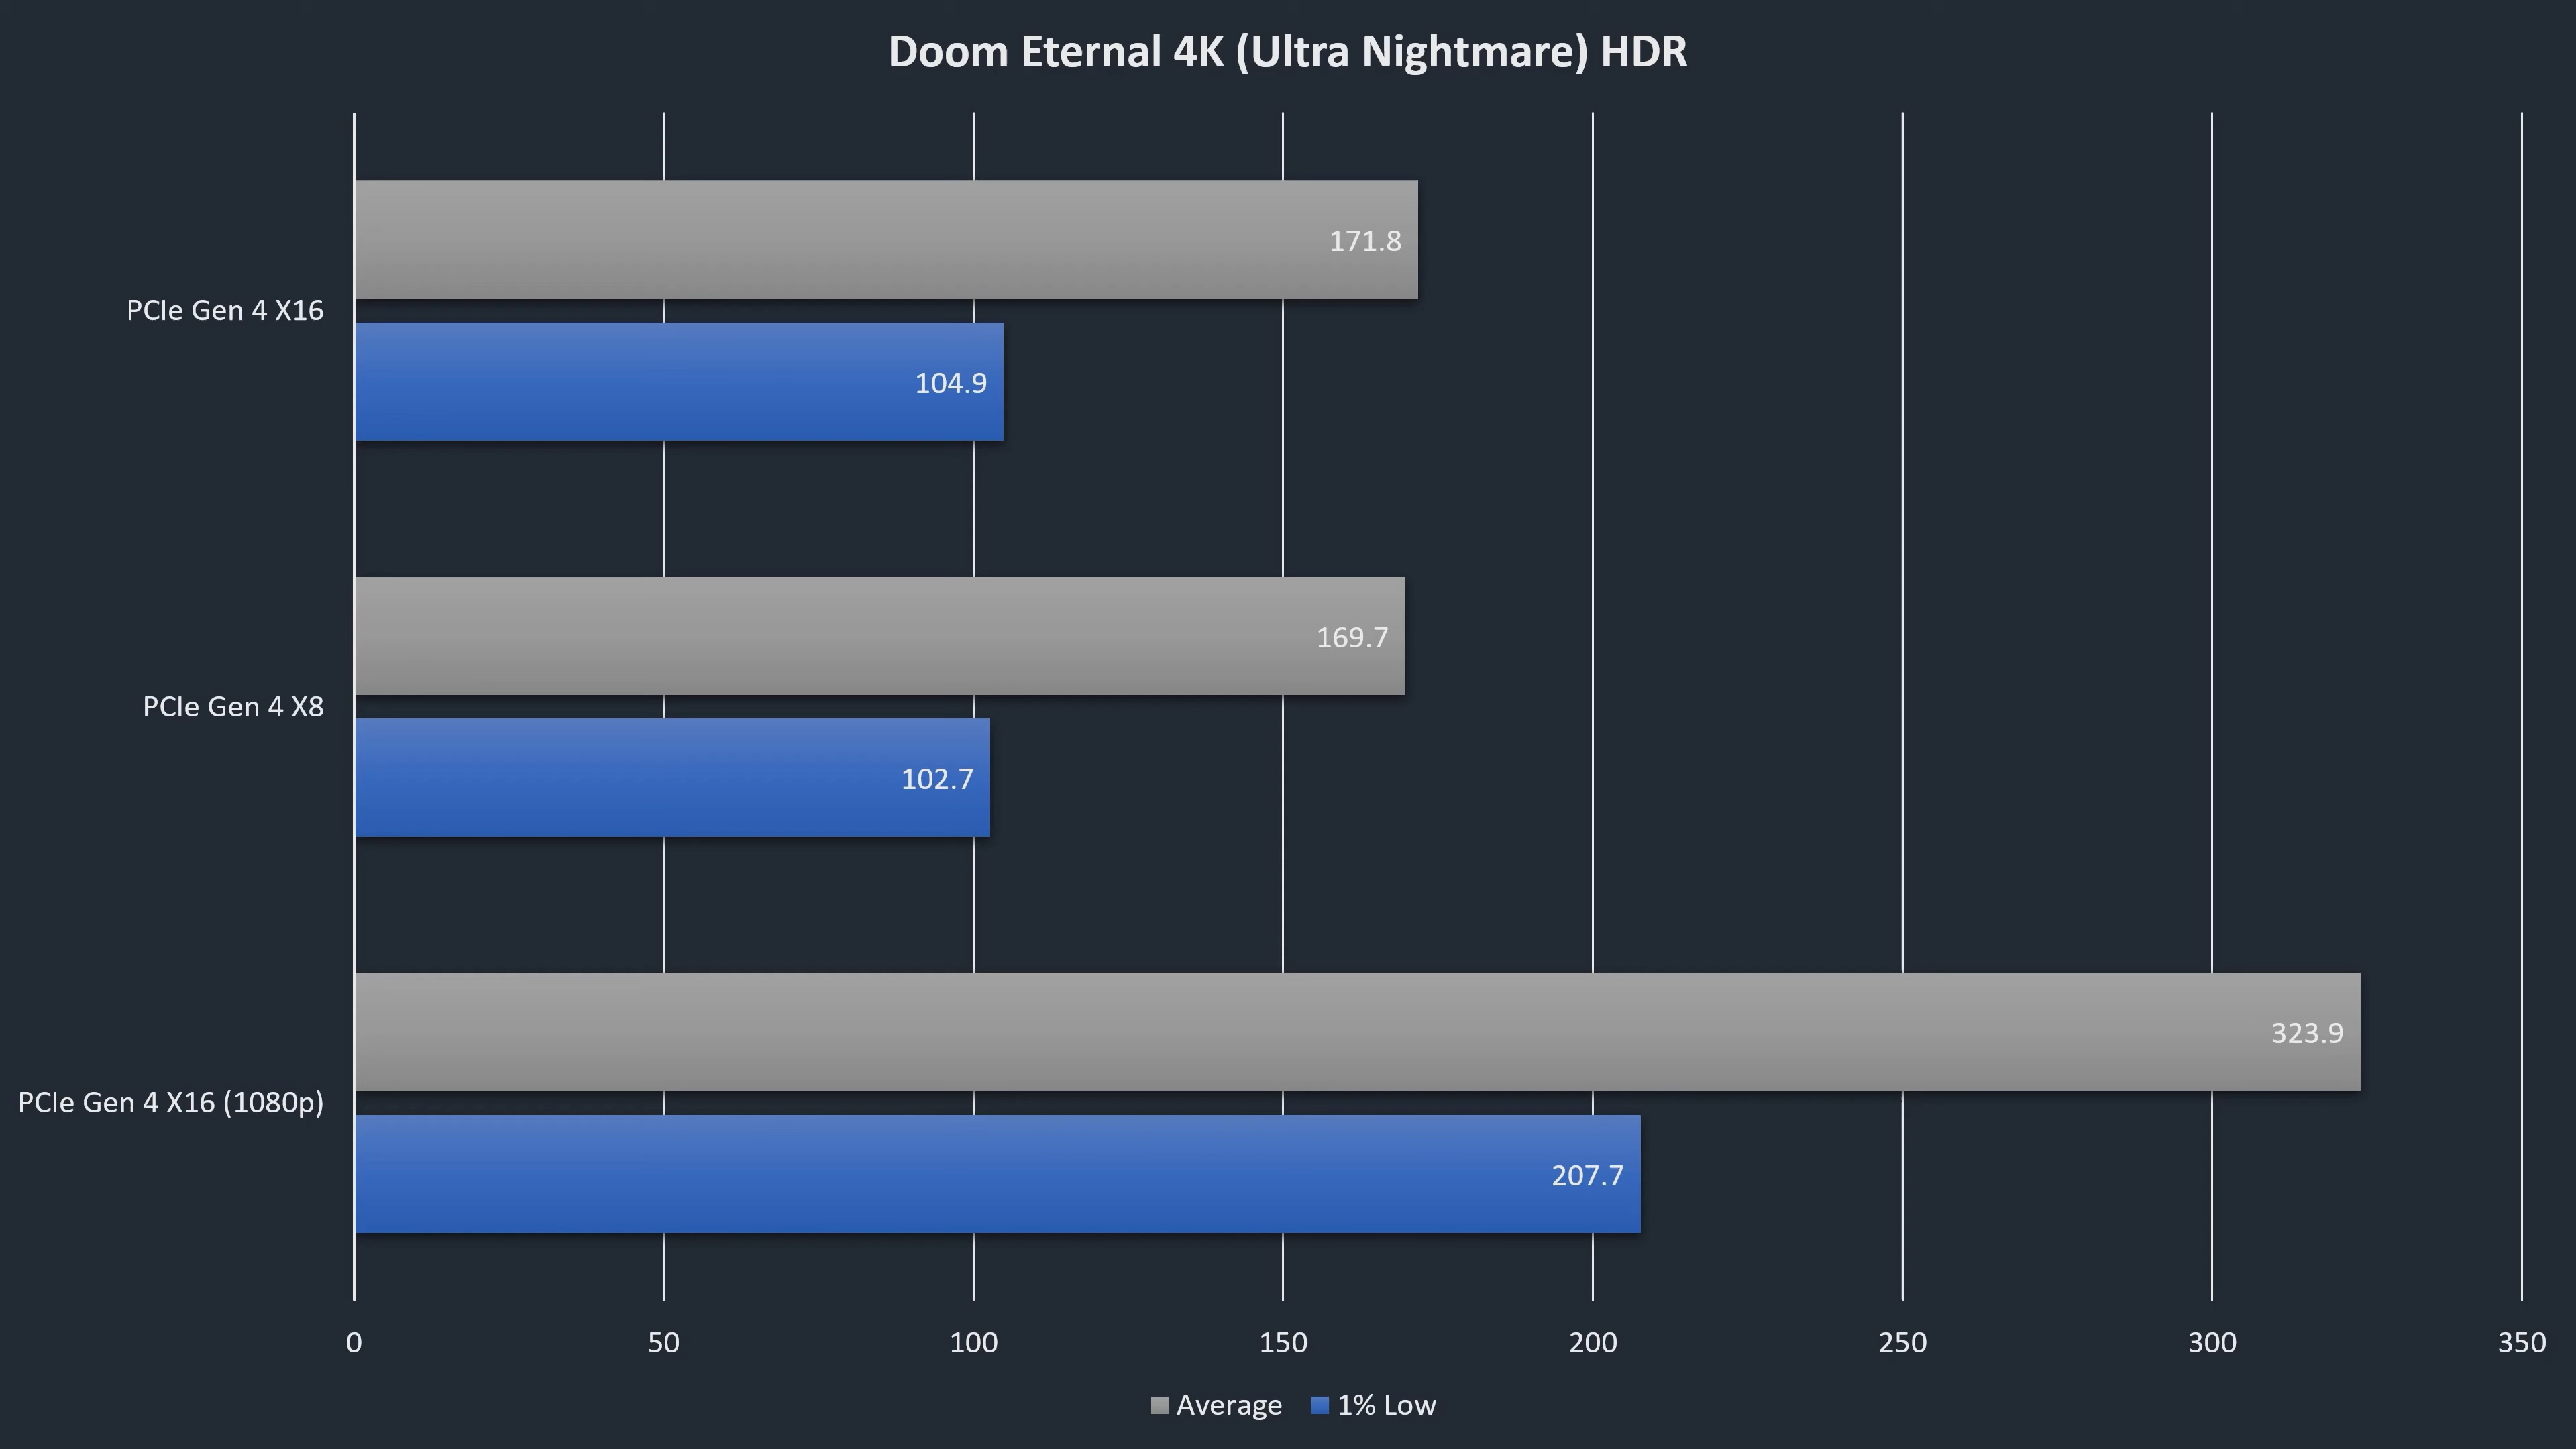 Doom Eternal 4K (Ultra Nightmare) HDR
171.8
PCIe Gen 4 X16
104.9
169.7
PCIe Gen 4 X8
102.7
323.9
PCIe Gen 4 X16 (1080p)
207.7
0 50 100 150 200 250 300 350
Average 1% Low